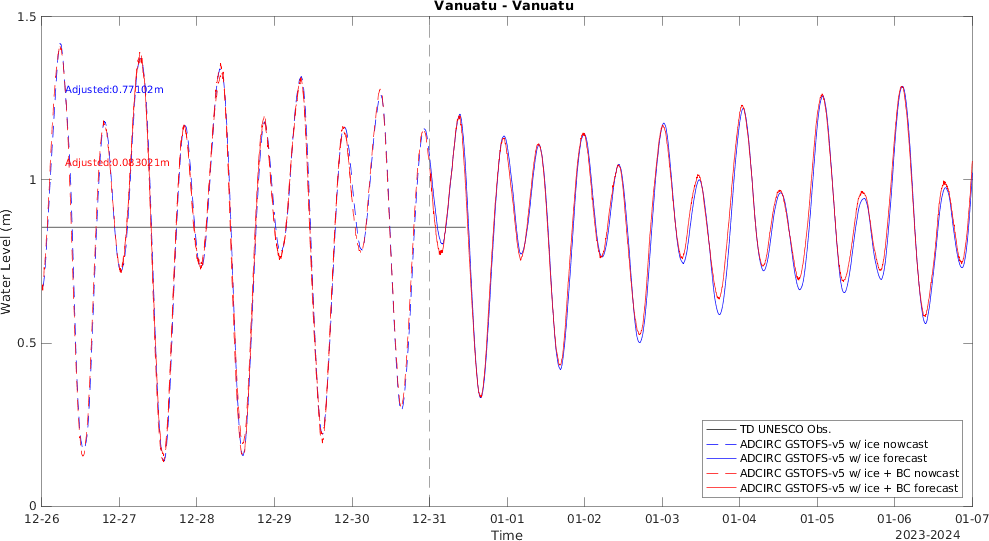 Vanuatu - Vanuatu
1.5
Adjusted:0.77102m
Adjusted:0.083021m
1
Water Level (m)
0.5
TD UNESCO Obs.
ADCIRC GSTOFS-v5 w/ ice nowcast
ADCIRC GSTOFS-v5 w/ ice forecast
ADCIRC GSTOFS-v5 w/ ice + BC nowcast
ADCIRC GSTOFS-v5 w/ ice + BC forecast
0
12-26 12-27 12-28 12-29 12-30 12-31 01-01 01-02 01-03 01-04 01-05 01-06 01-07
Time
2023-2024